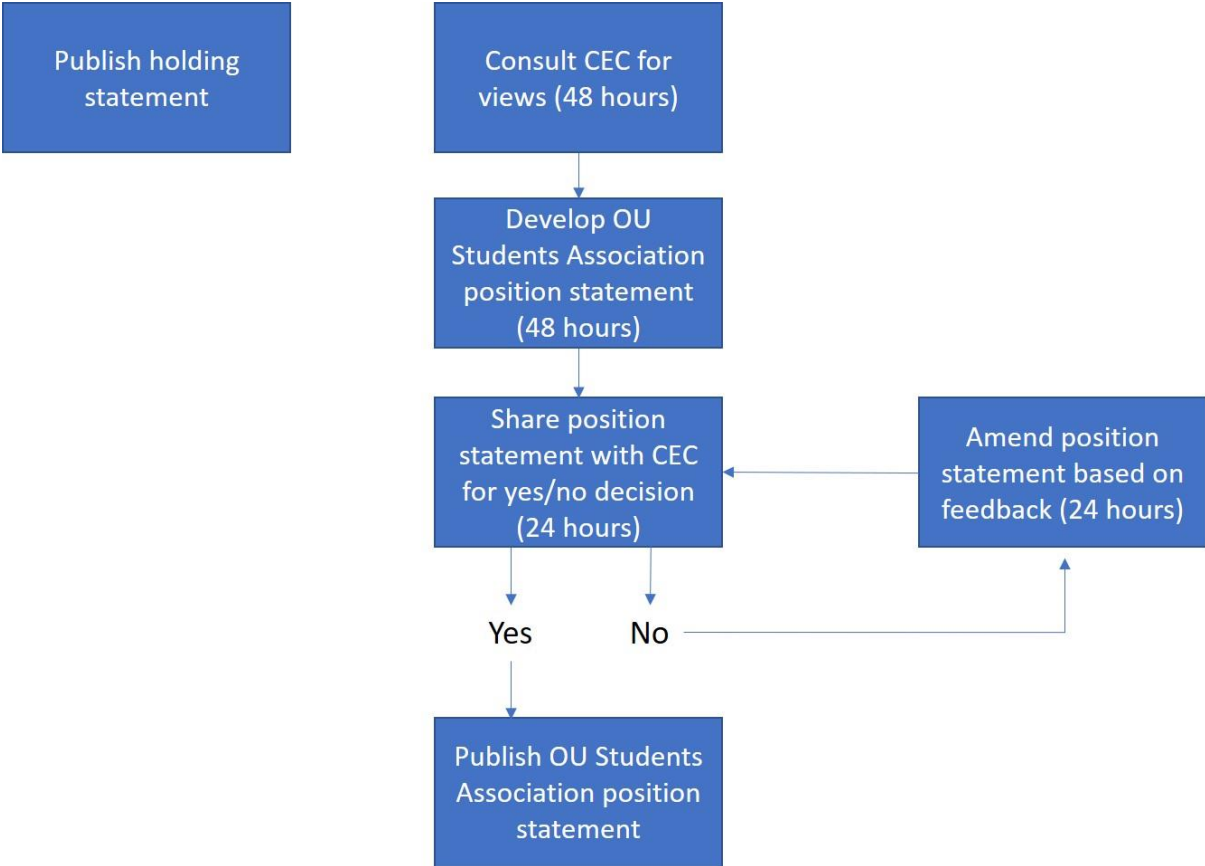 Publish holding
statement
Consult CEC for
views (48 hours)
Develop OU
Students Association
position statement
(48 hours)
Share position
statement with CEC
for yes/no decision
(24 hours)
Amend position
statement based on
feedback (24 hours)
Yes
No
Publish OU Students
Association position
statement